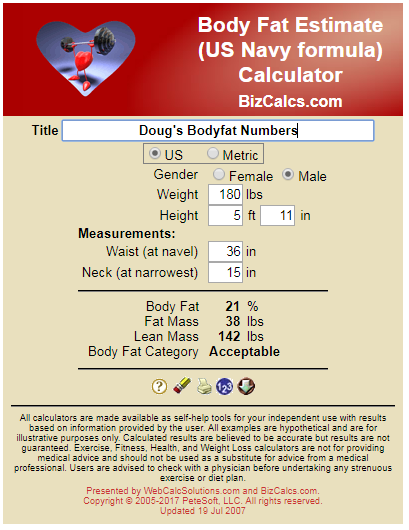 Body Fat Estimate
(US Navy formula)
Calculator
BizCalcs.com
Title Doug's Bodyfat Numbers
US Metric
Gender Female Male
Weight 180 lbs
Height 5 ft 11 in
Measurements:
Waist (at navel) 36 in
Neck (at narrowest) 15 in
Body Fat 21 %
Fat Mass 38 lbs
Lean Mass 142 lbs
Body Fat Category Acceptable
? 123
All calculators are made available as self-help tools for your independent use with results
based on information provided by the user. All examples are hypothetical and are for
illustrative purposes only. Calculated results are believed to be accurate but results are not
guaranteed. Exercise, Fitness, Health, and Weight Loss calculators are not for providing
medical advice and should not be used as a substitute for advice from a medical
professional. Users are advised to check with a physician before undertaking any strenuous
exercise or diet plan.
Presented by WebCalcSolutions.com and BizCalcs.com.
Copyright © 2005-2017 PeteSoft, LLC. All rights reserved.
Updated 19 Jul 2007